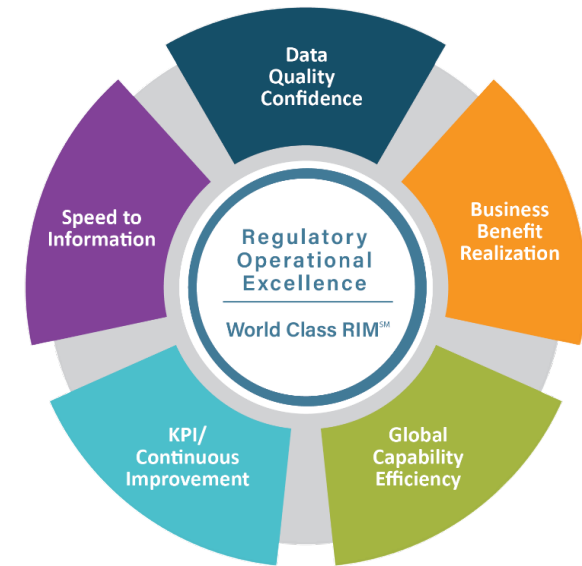 Data
Quality
Confidence
Business
Benefit
Realization
Global
Capability
Efficiency
KPI/
Continuous
Improvement
Speed to
Information
Regulatory
Operational
Excellence
World Class RIM℠